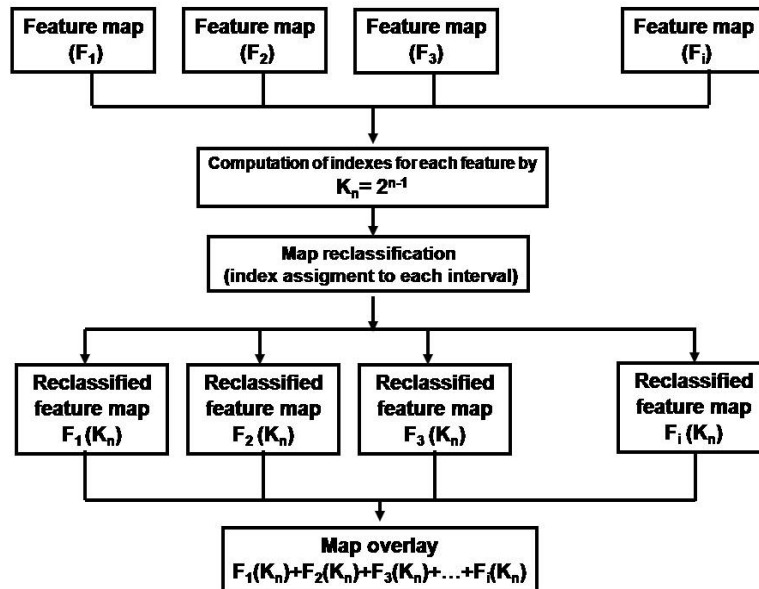 Feature map
(F₁)
Feature map
(F₂)
Feature map
(F₃)
Feature map
(Fᵢ)
Computation of indexes for each feature by
Kₙ= 2ⁿ⁻¹
Map reclassification
(index assigment to each interval)
Reclassified
feature map
F₁(Kₙ)
Reclassified
feature map
F₂(Kₙ)
Reclassified
feature map
F₃(Kₙ)
Reclassified
feature map
Fᵢ(Kₙ)
Map overlay
F₁(Kₙ)+F₂(Kₙ)+F₃(Kₙ)+…+Fᵢ(Kₙ)